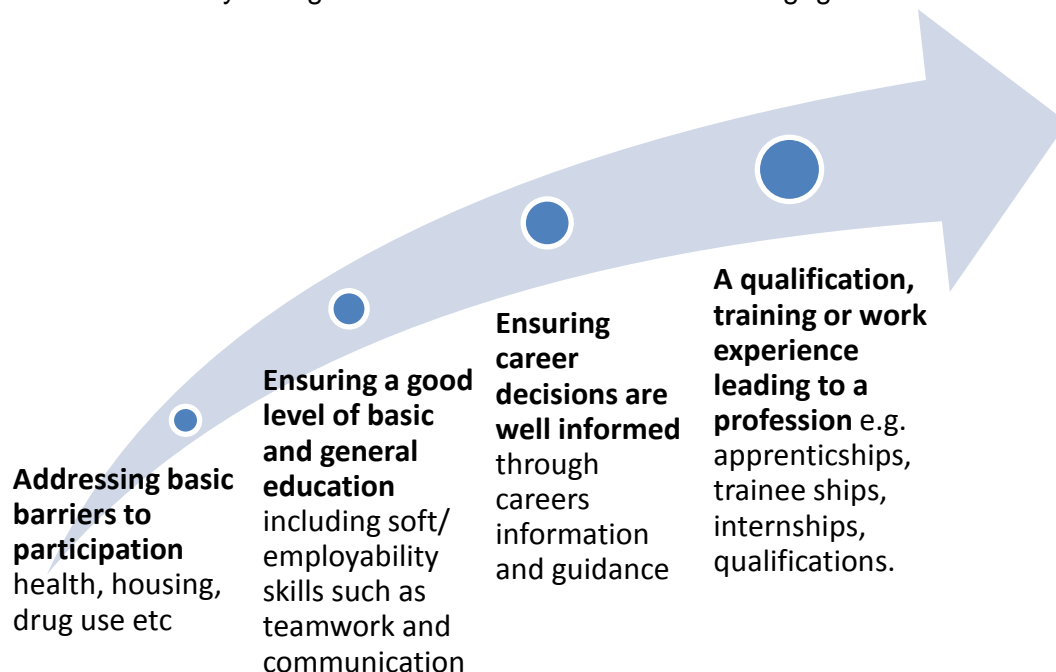 Addressing basic
barriers to
participation
health, housing,
drug use etc
Ensuring a good
level of basic
and general
education
including soft/
employability
skills such as
teamwork and
communication
Ensuring
career
decisions are
well informed
through
careers
information
and guidance
A qualification,
training or work
experience
leading to a
profession e.g.
apprenticships,
trainee ships,
internships,
qualifications.